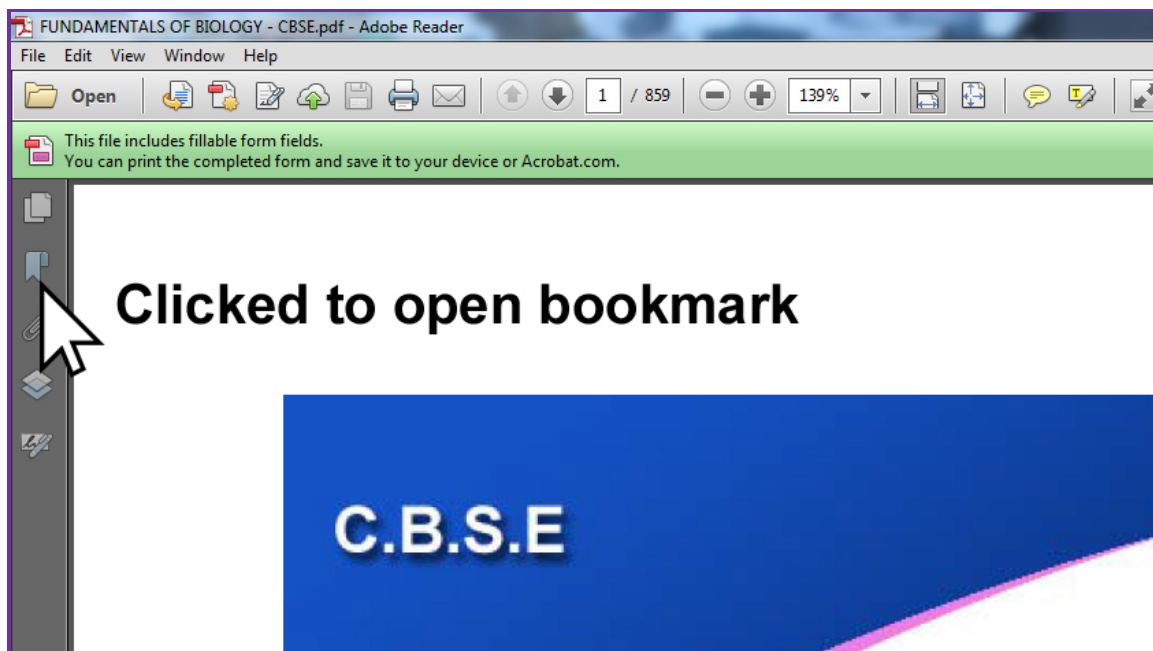 FUNDAMENTALS OF BIOLOGY - CBSE.pdf - Adobe Reader
File Edit View Window Help
Open 1 / 859 139%
This file includes fillable form fields.
You can print the completed form and save it to your device or Acrobat.com.
Clicked to open bookmark
C.B.S.E